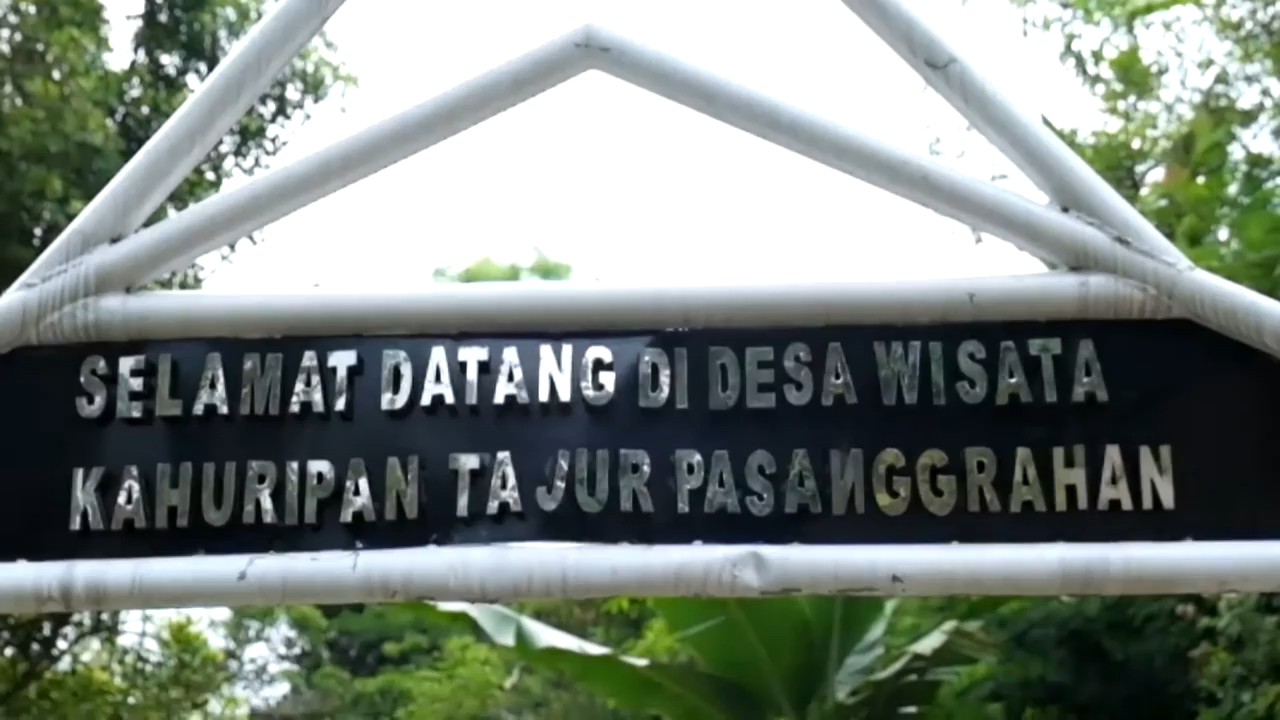 SELAMAT DATANG DI DESA WISATA
KAHURIPAN TAJUR PASANGGRAHAN